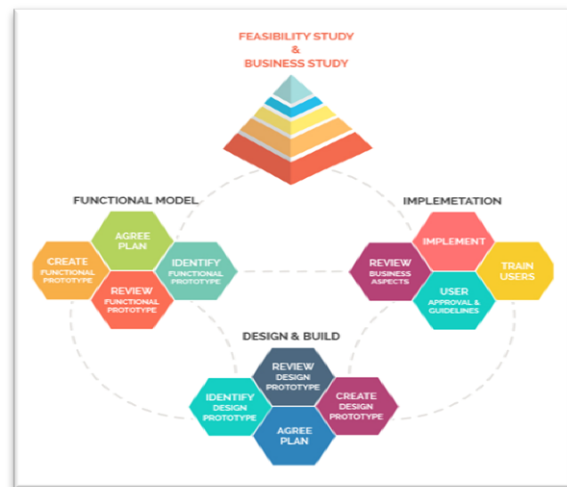 FEASIBILITY STUDY
&
BUSINESS STUDY
FUNCTIONAL MODEL
AGREE
PLAN
CREATE
FUNCTIONAL
PROTOTYPE
IDENTIFY
FUNCTIONAL
PROTOTYPE
REVIEW
FUNCTIONAL
PROTOTYPE
IMPLEMETATION
IMPLEMENT
REVIEW
BUSINESS
ASPECTS
TRAIN
USERS
USER
APPROVAL &
GUIDELINES
DESIGN & BUILD
REVIEW
DESIGN
PROTOTYPE
IDENTIFY
DESIGN
PROTOTYPE
CREATE
DESIGN
PROTOTYPE
AGREE
PLAN